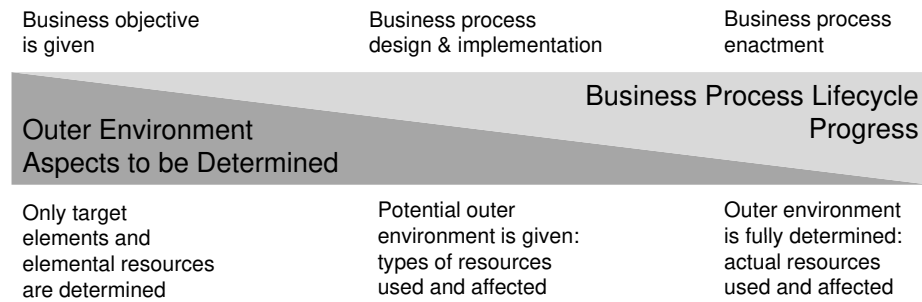 Business objective
is given
Business process
design & implementation
Business process
enactment
Business Process Lifecycle
Progress
Outer Environment
Aspects to be Determined
Only target
elements and
elemental resources
are determined
Potential outer
environment is given:
types of resources
used and affected
Outer environment
is fully determined:
actual resources
used and affected